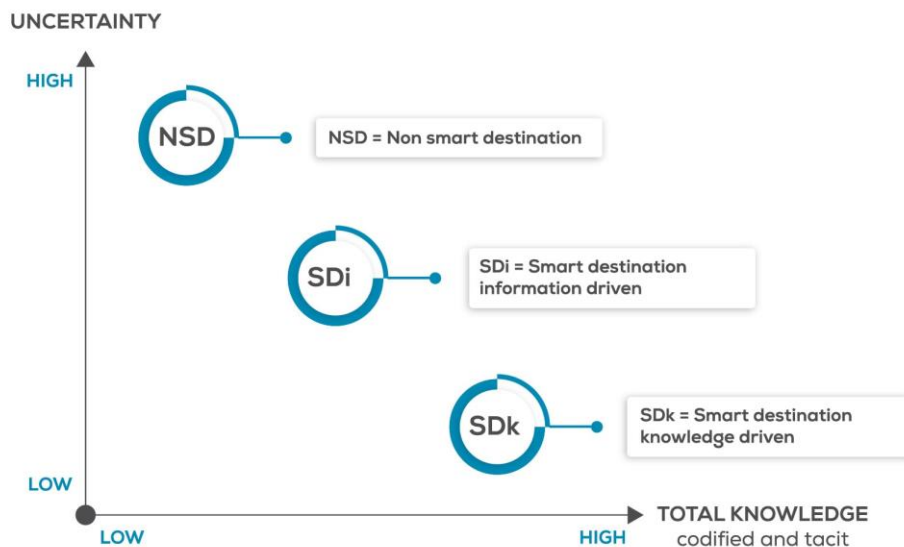 UNCERTAINTY
HIGH
NSD
NSD = Non smart destination
SDi
SDi = Smart destination
information driven
SDk
SDk = Smart destination
knowledge driven
LOW
LOW
HIGH
TOTAL KNOWLEDGE
codified and tacit